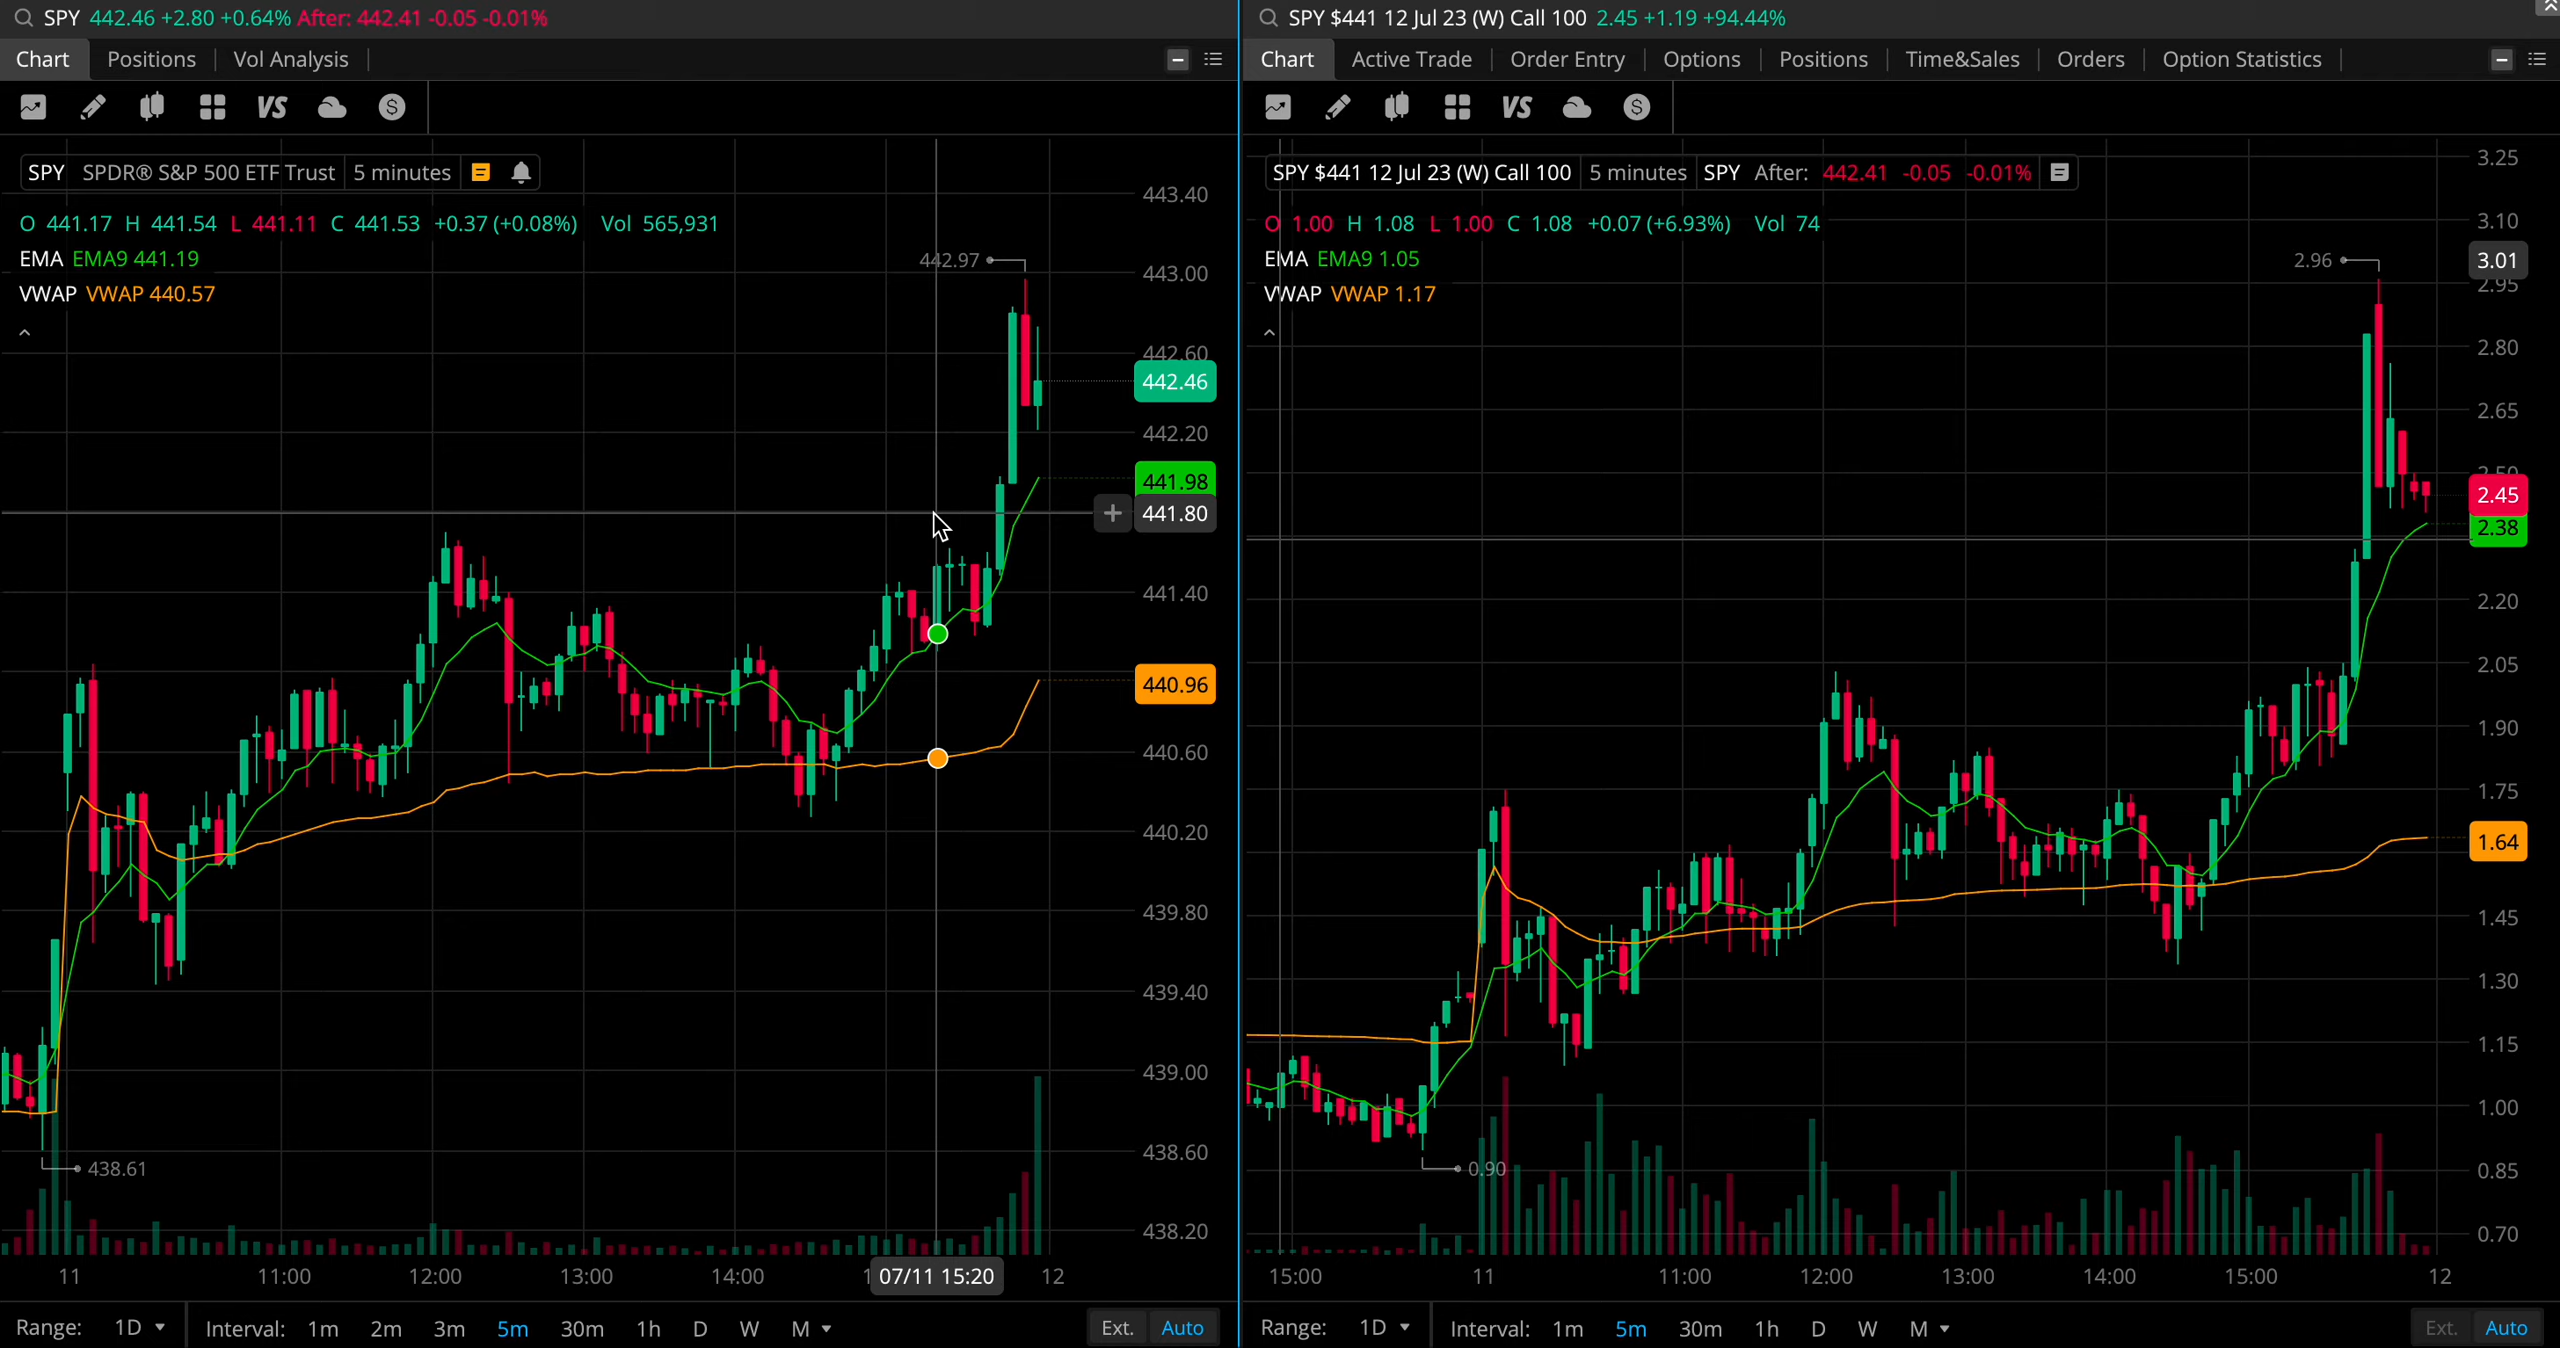 SPY 442.46 +2.80 +0.64% After: 442.41 -0.05 -0.01%
Chart Positions Vol Analysis
VS
SPY SPDR® S&P 500 ETF Trust 5 minutes
O 441.17 H 441.54 L 441.11 C 441.53 +0.37 (+0.08%) Vol 565,931
EMA EMA9 441.19
VWAP VWAP 440.57
442.97
438.61
443.40
443.00
442.60
442.46
442.20
441.98
441.80
441.40
440.96
440.60
440.20
439.80
439.40
439.00
438.60
438.20
11 11:00 12:00 13:00 14:00 07/11 15:20 12
Range: 1D Interval: 1m 2m 3m 5m 30m 1h D W M Ext. Auto
SPY $441 12 Jul 23 (W) Call 100 2.45 +1.19 +94.44%
Chart Active Trade Order Entry Options Positions Time&Sales Orders Option Statistics
VS
SPY $441 12 Jul 23 (W) Call 100 5 minutes SPY After: 442.41 -0.05 -0.01%
O 1.00 H 1.08 L 1.00 C 1.08 +0.07 (+6.93%) Vol 74
EMA EMA9 1.05
VWAP VWAP 1.17
2.96
0.90
3.25
3.10
3.01
2.95
2.80
2.65
2.50
2.45
2.38
2.20
2.05
1.90
1.75
1.64
1.45
1.30
1.15
1.00
0.85
0.70
15:00 11 11:00 12:00 13:00 14:00 15:00 12
Range: 1D Interval: 1m 5m 30m 1h D W M Ext. Auto